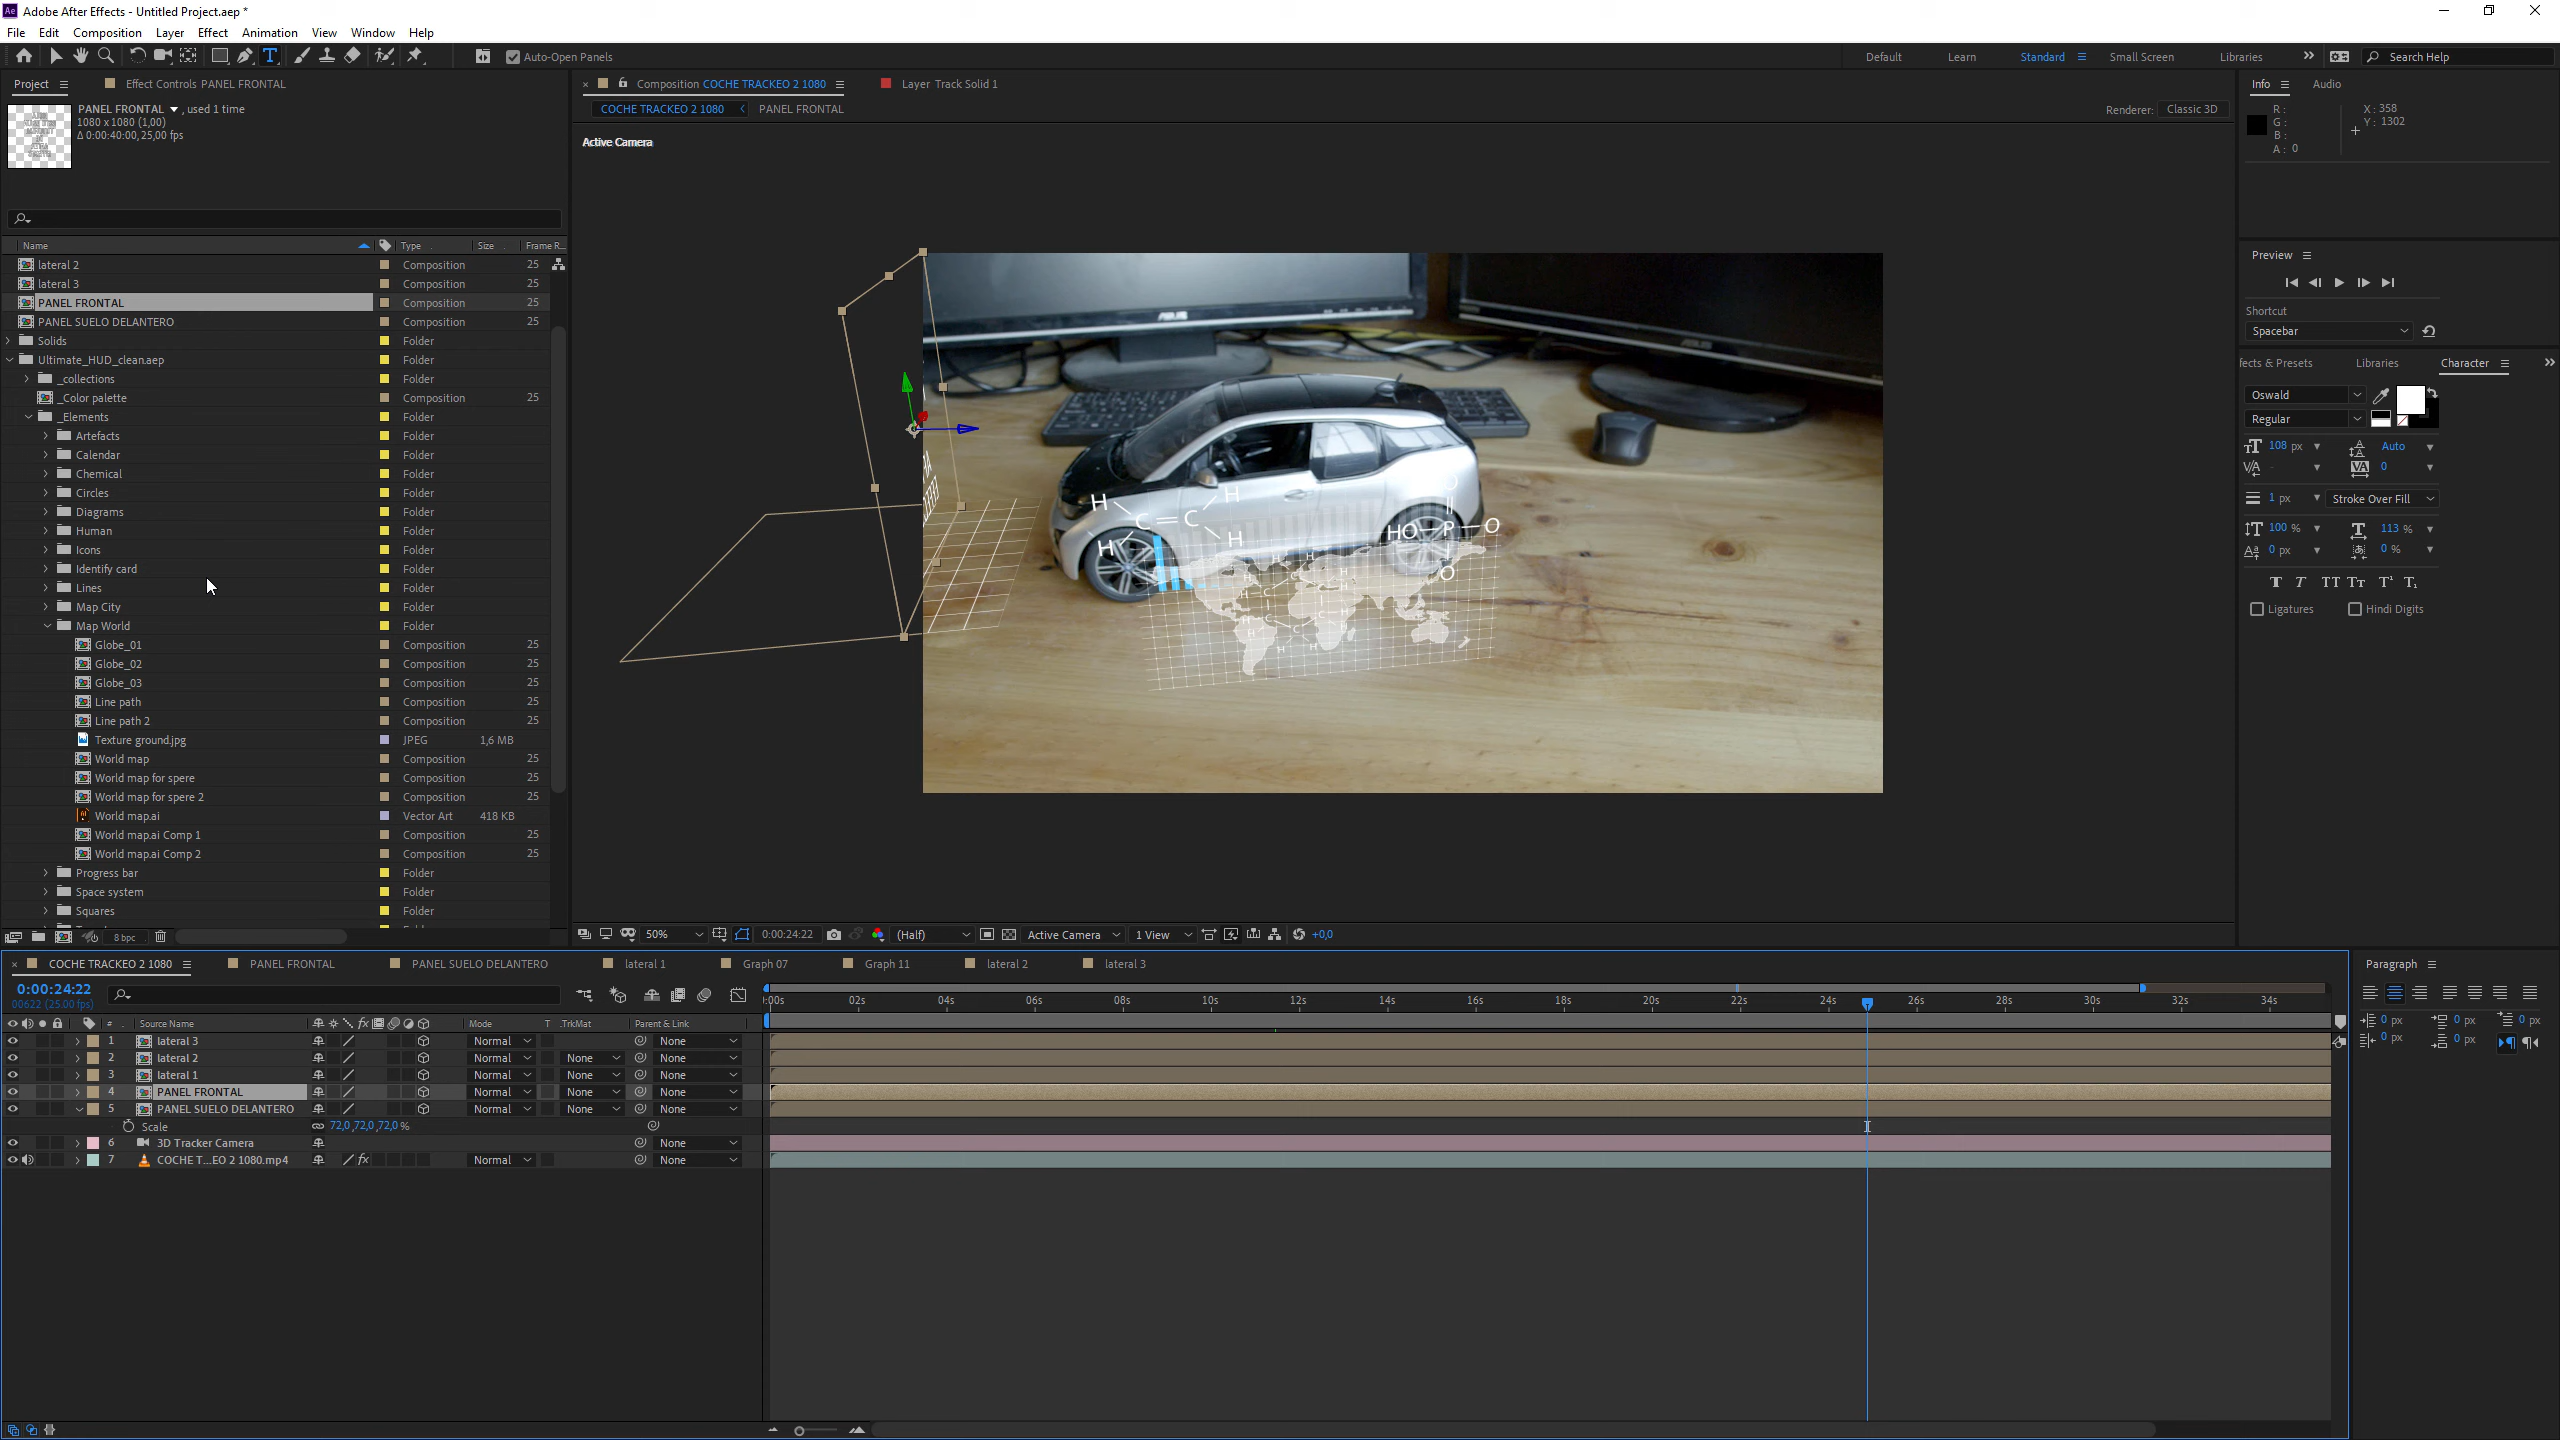 Adobe After Effects - Untitled Project.aep *
File Edit Composition Layer Effect Animation View Window Help
Auto-Open Panels
Default Learn Standard Small Screen Libraries Search Help
Project Effect Controls PANEL FRONTAL
PANEL FRONTAL , used 1 time
1080 x 1080 (1,00)
Δ 0:00:40:00, 25,00 fps
Name Type Size Frame R...
lateral 2 Composition 25
lateral 3 Composition 25
PANEL FRONTAL Composition 25
PANEL SUELO DELANTERO Composition 25
Solids Folder
Ultimate_HUD_clean.aep Folder
_collections Folder
_Color palette Composition 25
_Elements Folder
Artefacts Folder
Calendar Folder
Chemical Folder
Circles Folder
Diagrams Folder
Human Folder
Icons Folder
Identify card Folder
Lines Folder
Map City Folder
Map World Folder
Globe_01 Composition 25
Globe_02 Composition 25
Globe_03 Composition 25
Line path Composition 25
Line path 2 Composition 25
Texture ground.jpg JPEG 1,6 MB
World map Composition 25
World map for spere Composition 25
World map for spere 2 Composition 25
World map.ai Vector Art 418 KB
World map.ai Comp 1 Composition 25
World map.ai Comp 2 Composition 25
Progress bar Folder
Space system Folder
Squares Folder
8 bpc
Composition COCHE TRACKEO 2 1080 Layer Track Solid 1
COCHE TRACKEO 2 1080 PANEL FRONTAL Renderer: Classic 3D
Active Camera
ASUS
H H
C = C
H H
O
HO P O
O
50% 0:00:24:22 (Half) Active Camera 1 View +0,0
Info Audio
R :
G :
B :
A : 0
X : 358
Y : 1302
Preview
Shortcut
Spacebar
fects & Presets Libraries Character
Oswald
Regular
108 px Auto
- 0
1 px Stroke Over Fill
100 % 113 %
0 px 0 %
T T TT Tt T¹ T₁
Ligatures Hindi Digits
COCHE TRACKEO 2 1080 PANEL FRONTAL PANEL SUELO DELANTERO lateral 1 Graph 07 Graph 11 lateral 2 lateral 3
0:00:24:22
00622 (25.00 fps)
:00s 02s 04s 06s 08s 10s 12s 14s 16s 18s 20s 22s 24s 26s 28s 30s 32s 34s
# Source Name fx Mode T .TrkMat Parent & Link
1 lateral 3 Normal None
2 lateral 2 Normal None None
3 lateral 1 Normal None None
4 PANEL FRONTAL Normal None None
5 PANEL SUELO DELANTERO Normal None None
Scale 72,0,72,0,72,0%
6 3D Tracker Camera None
7 COCHE T...EO 2 1080.mp4 fx Normal None
Paragraph
0 px 0 px 0 px
0 px 0 px